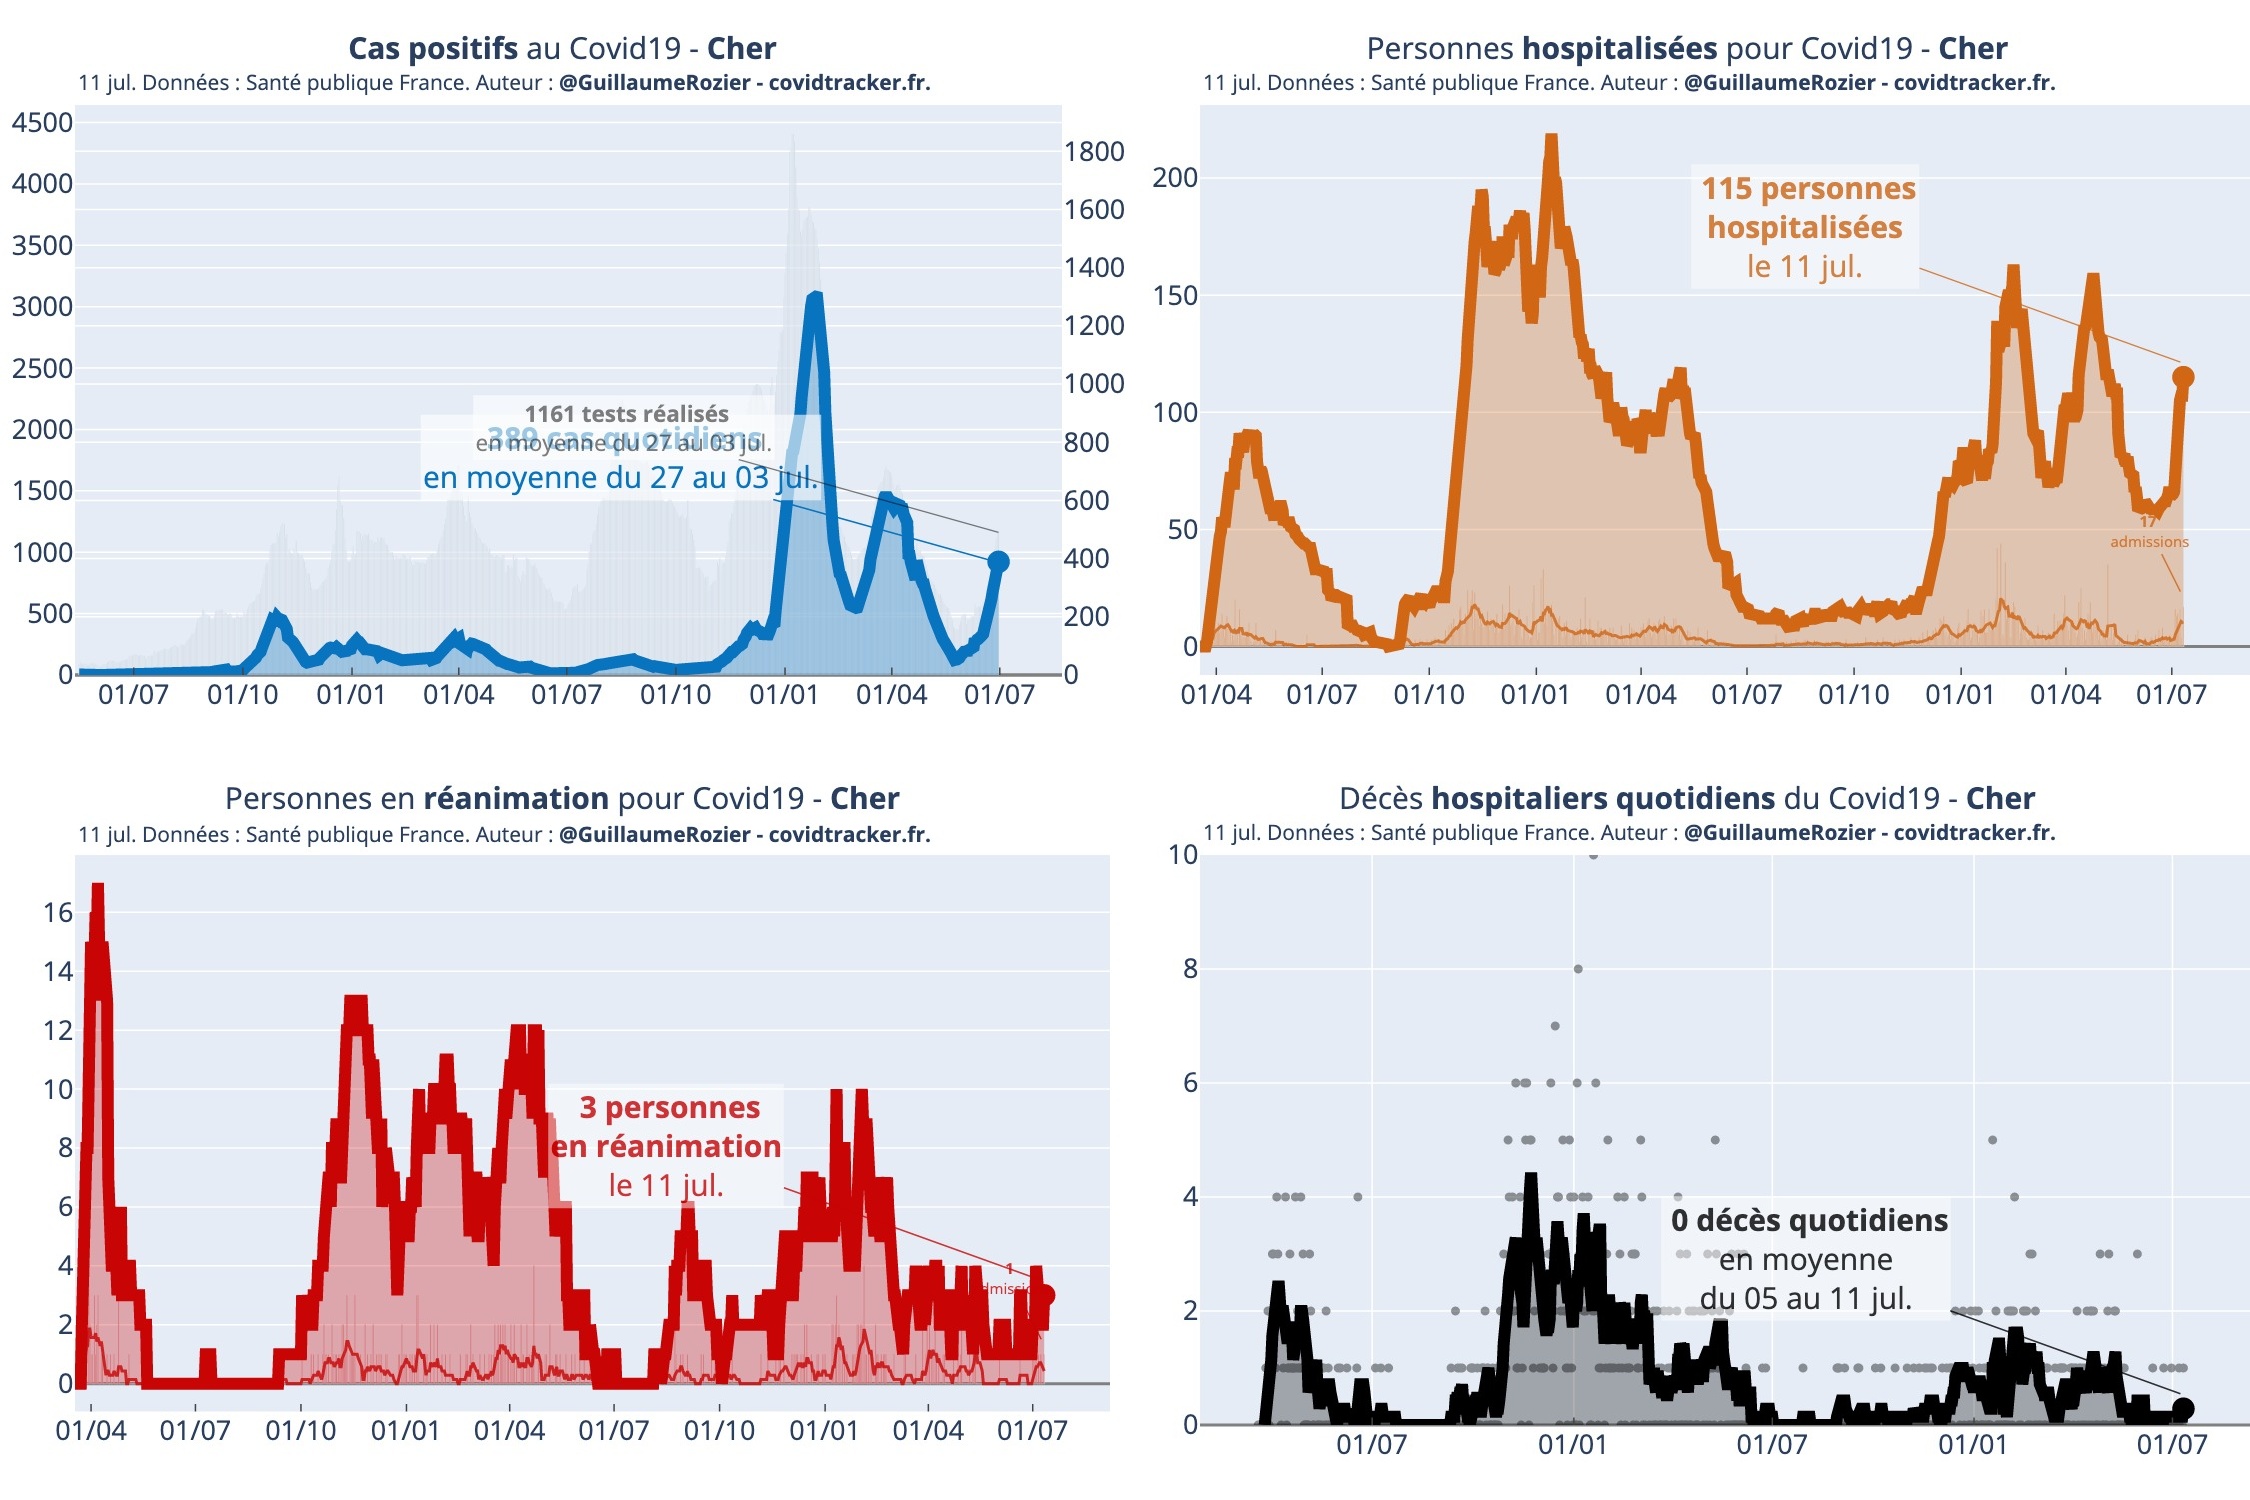 Cas positifs au Covid19 - Cher
11 jul. Données : Santé publique France. Auteur : @GuillaumeRozier - covidtracker.fr.
4500
4000
3500
3000
2500
2000
1500
1000
500
0
1800
1600
1400
1200
1000
800
600
400
200
0
1161 tests réalisés
en moyenne du 27 au 03 jul.
389 cas quotidiens
en moyenne du 27 au 03 jul.
01/07 01/10 01/01 01/04 01/07 01/10 01/01 01/04 01/07
Personnes hospitalisées pour Covid19 - Cher
11 jul. Données : Santé publique France. Auteur : @GuillaumeRozier - covidtracker.fr.
200
150
100
50
0
115 personnes
hospitalisées
le 11 jul.
17
admissions
01/04 01/07 01/10 01/01 01/04 01/07 01/10 01/01 01/04 01/07
Personnes en réanimation pour Covid19 - Cher
11 jul. Données : Santé publique France. Auteur : @GuillaumeRozier - covidtracker.fr.
16
14
12
10
8
6
4
2
0
3 personnes
en réanimation
le 11 jul.
1
01/04 01/07 01/10 01/01 01/04 01/07 01/10 01/01 01/04 01/07
Décès hospitaliers quotidiens du Covid19 - Cher
11 jul. Données : Santé publique France. Auteur : @GuillaumeRozier - covidtracker.fr.
10
8
6
4
2
0
0 décès quotidiens
en moyenne
du 05 au 11 jul.
01/07 01/01 01/07 01/01 01/07